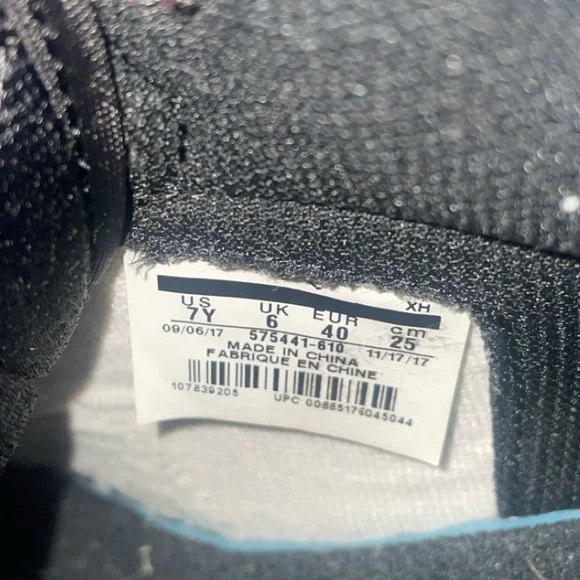 XH
US UK EUR cm
7Y 6 40 25
09/06/17 575441-610 11/17/17
MADE IN CHINA
FABRIQUE EN CHINE
107839205 UPC 00865176045044